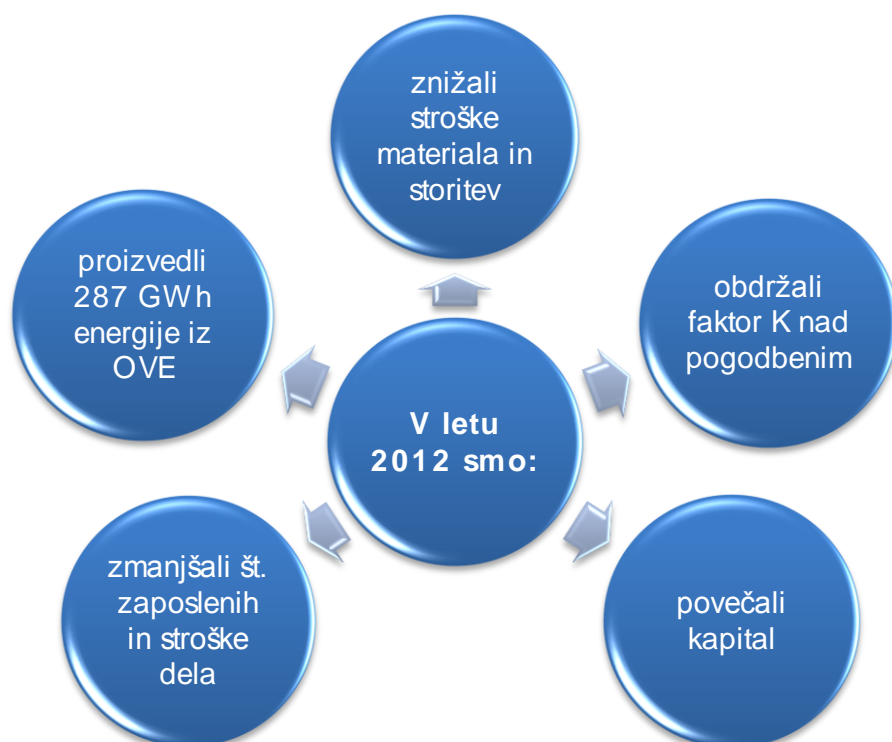 znižali
stroške
materiala in
storitev
proizvedli
287 GWh
energije iz
OVE
obdržali
faktor K nad
pogodbenim
V letu
2012 smo:
zmanjšali št.
zaposlenih
in stroške
dela
povečali
kapital